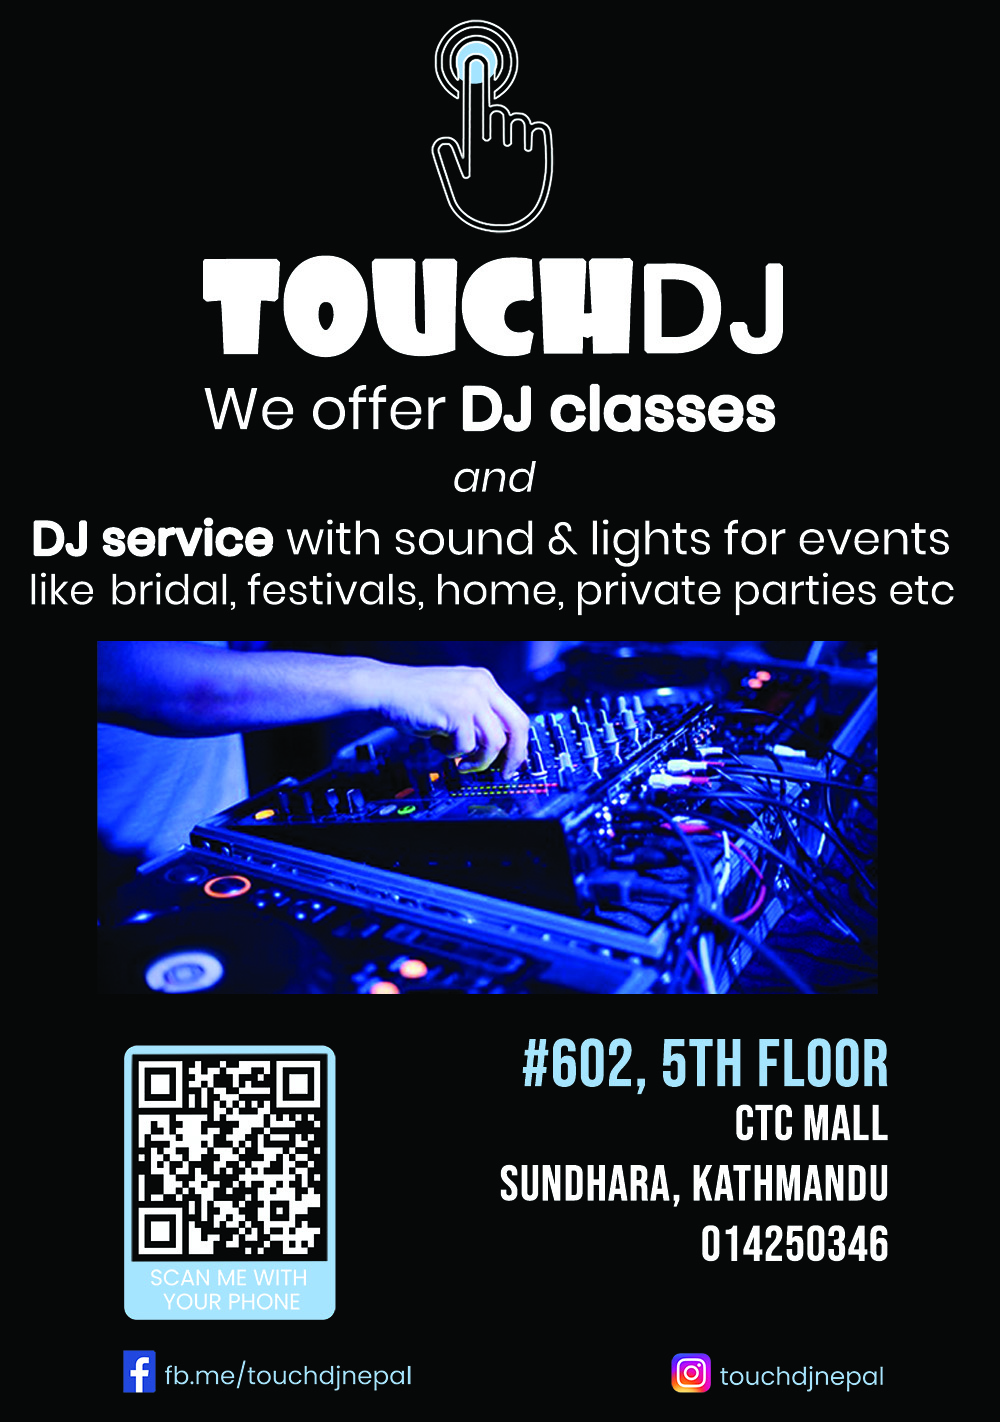 TOUCHDJ
We offer DJ classes
and
DJ service with sound & lights for events
like bridal, festivals, home, private parties etc
#602, 5TH FLOOR
CTC MALL
SUNDHARA, KATHMANDU
014250346
SCAN ME WITH
YOUR PHONE
fb.me/touchdjnepal
touchdjnepal